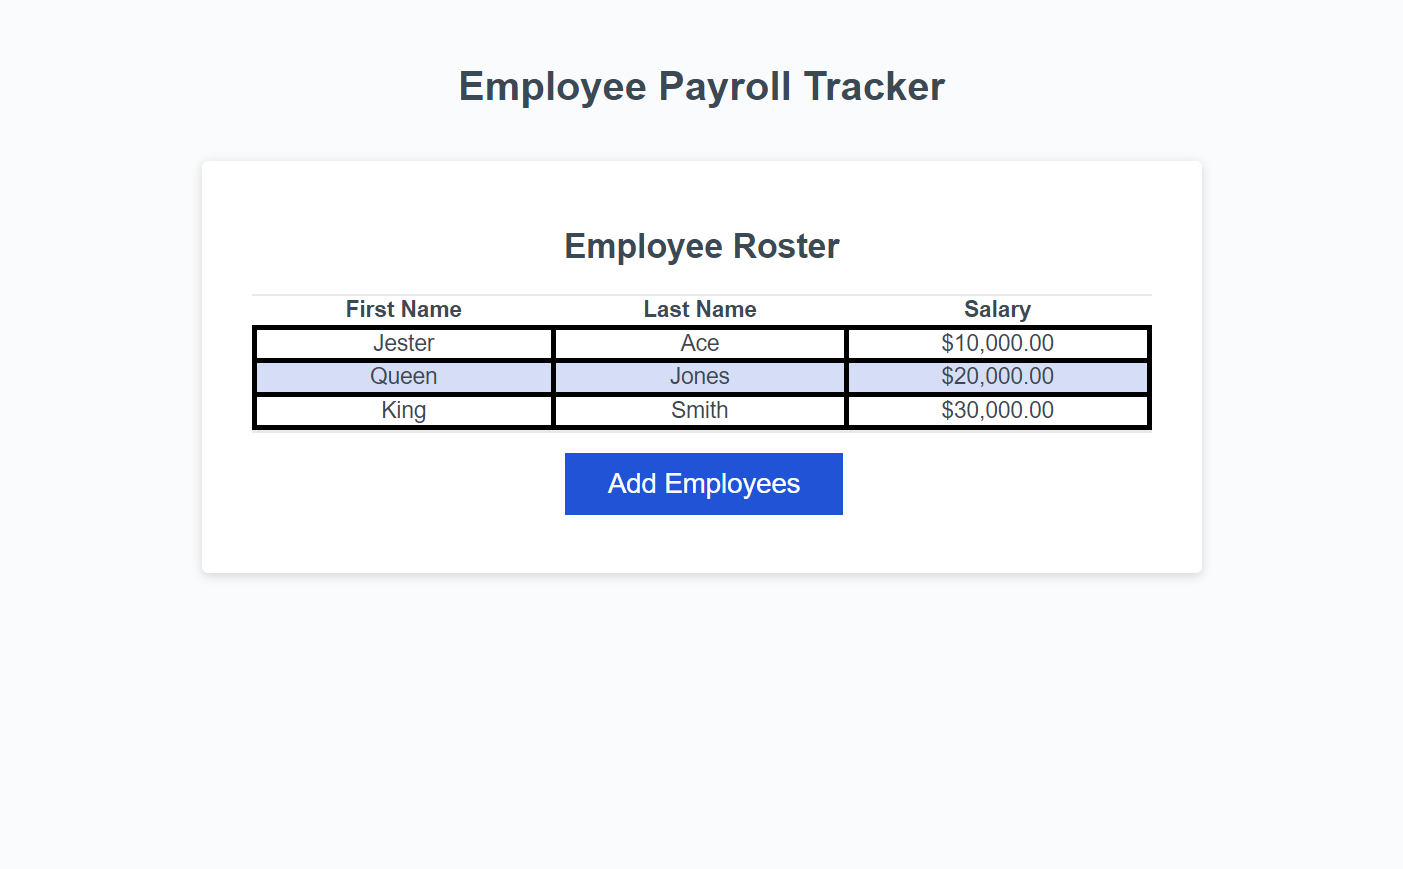 Employee Payroll Tracker
Employee Roster
First Name Last Name Salary
Jester Ace $10,000.00
Queen Jones $20,000.00
King Smith $30,000.00
Add Employees